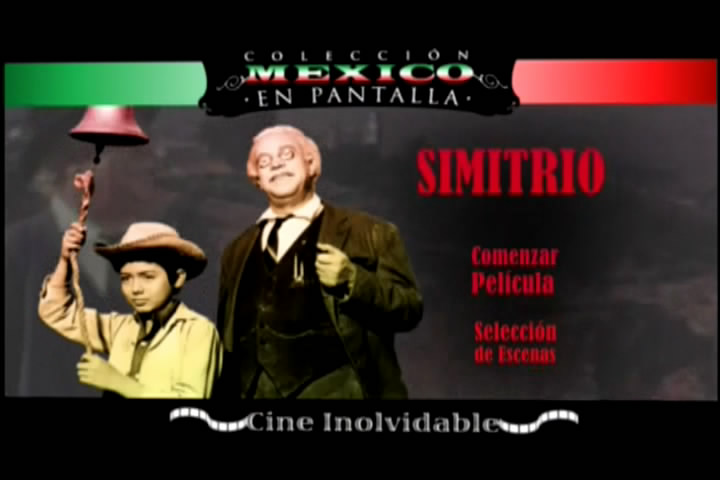 COLECCIÓN
MEXICO
·EN PANTALLA·
SIMITRIO
Comenzar
Película
Selección
de Escenas
Cine Inolvidable